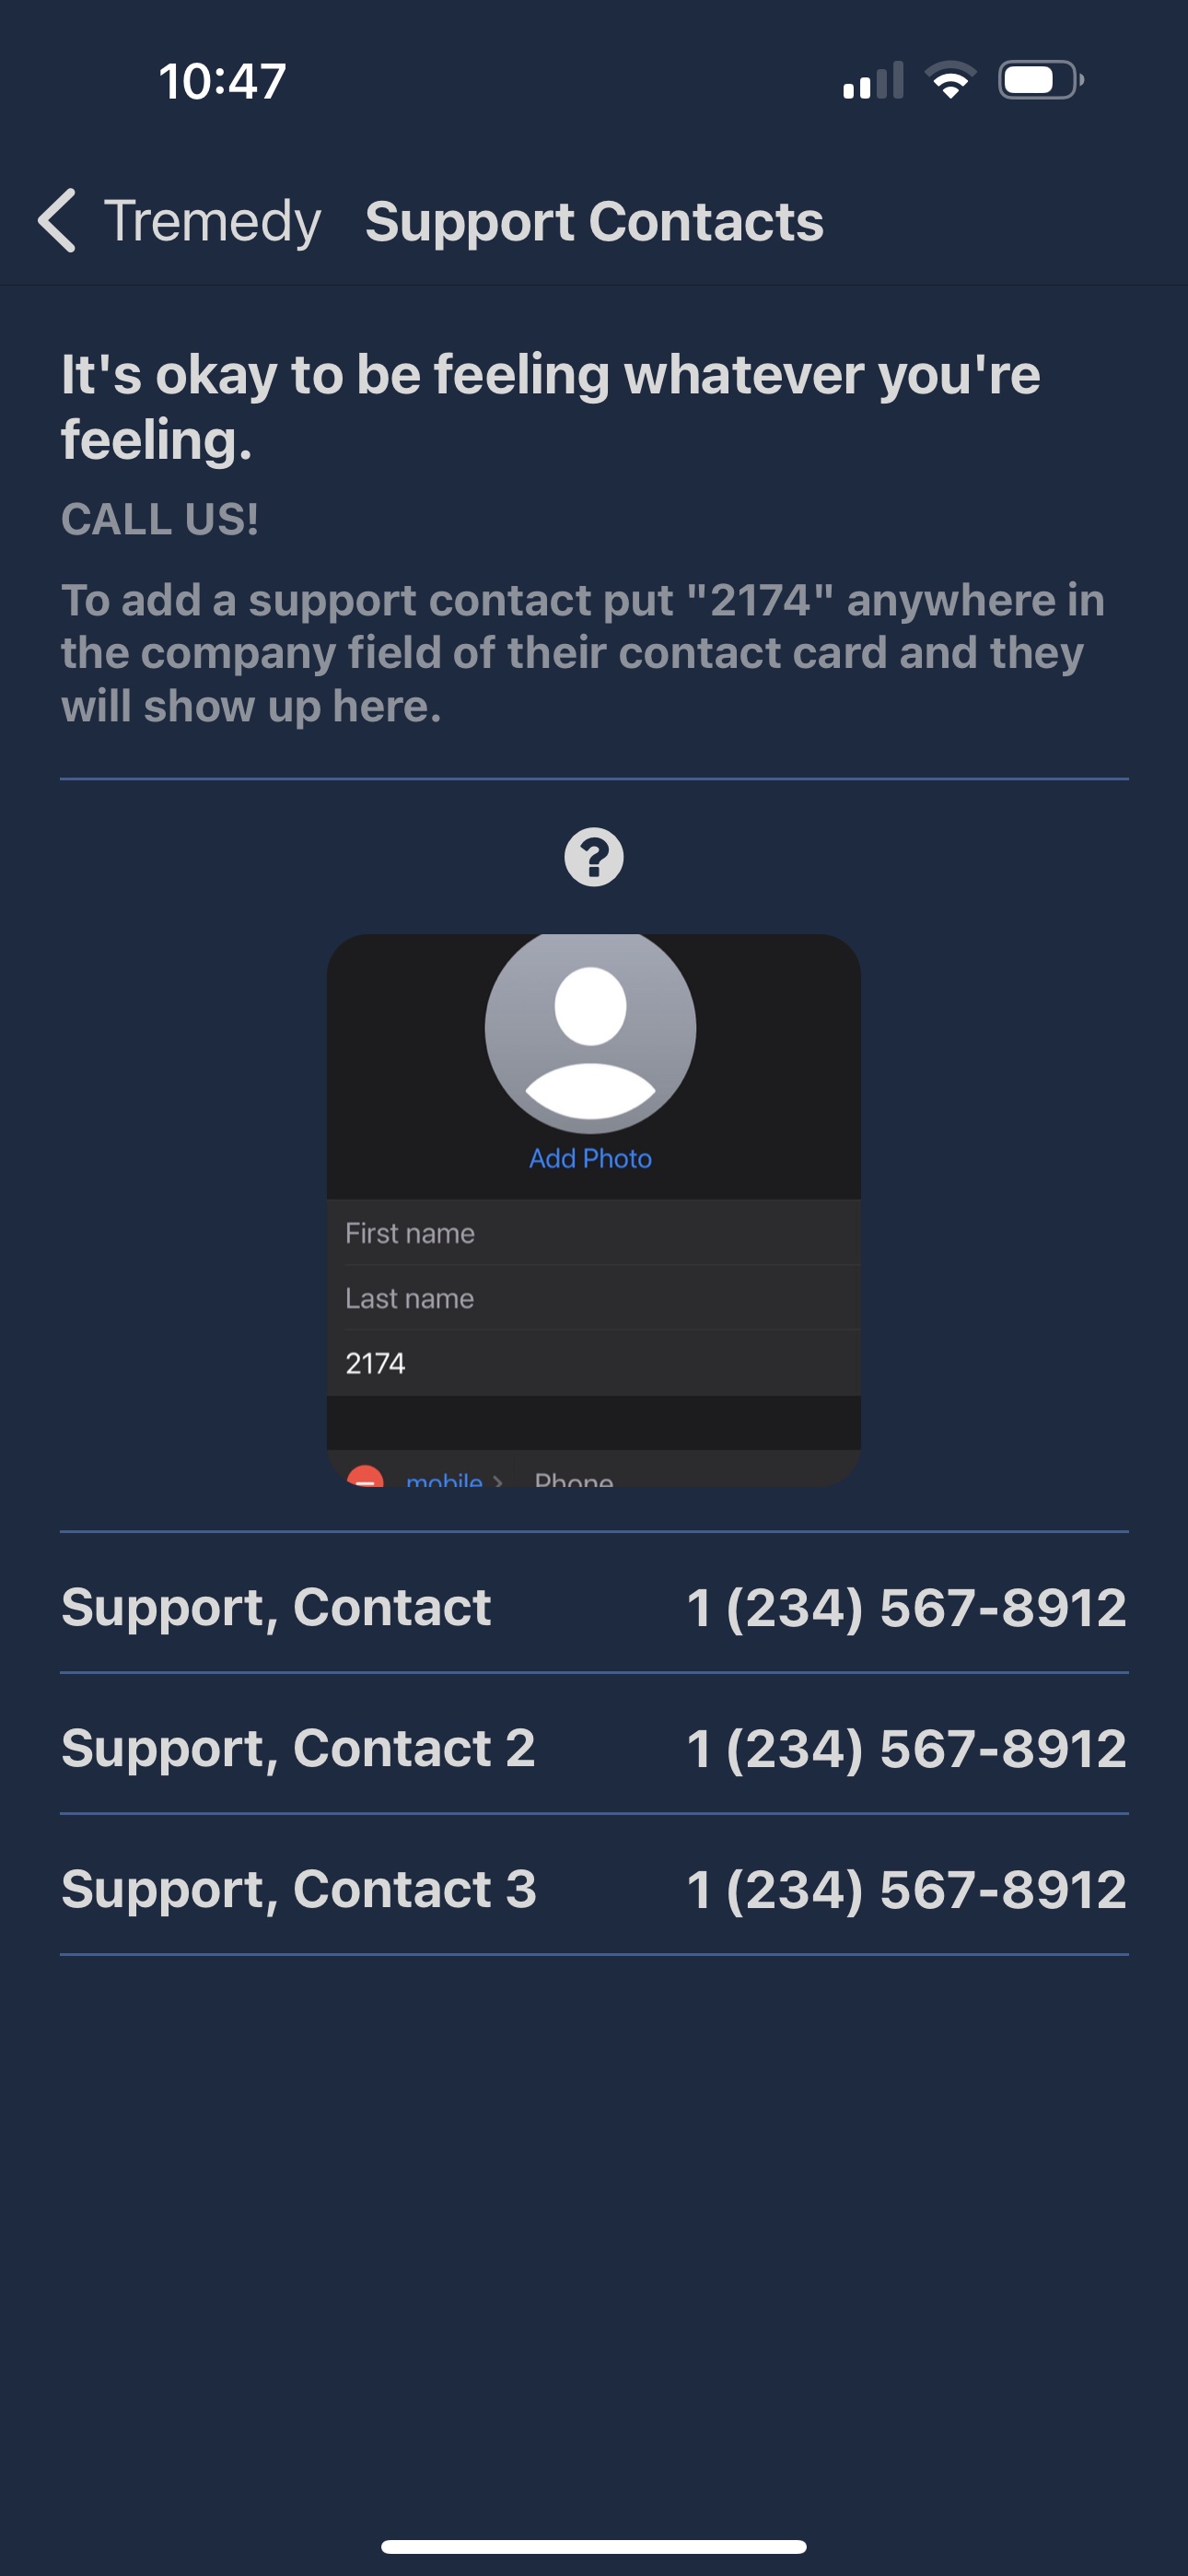 10:47
Tremedy Support Contacts
It's okay to be feeling whatever you're
feeling.
CALL US!
To add a support contact put "2174" anywhere in
the company field of their contact card and they
will show up here.
?
Add Photo
First name
Last name
2174
mobile Phone
Support, Contact 1 (234) 567-8912
Support, Contact 2 1 (234) 567-8912
Support, Contact 3 1 (234) 567-8912